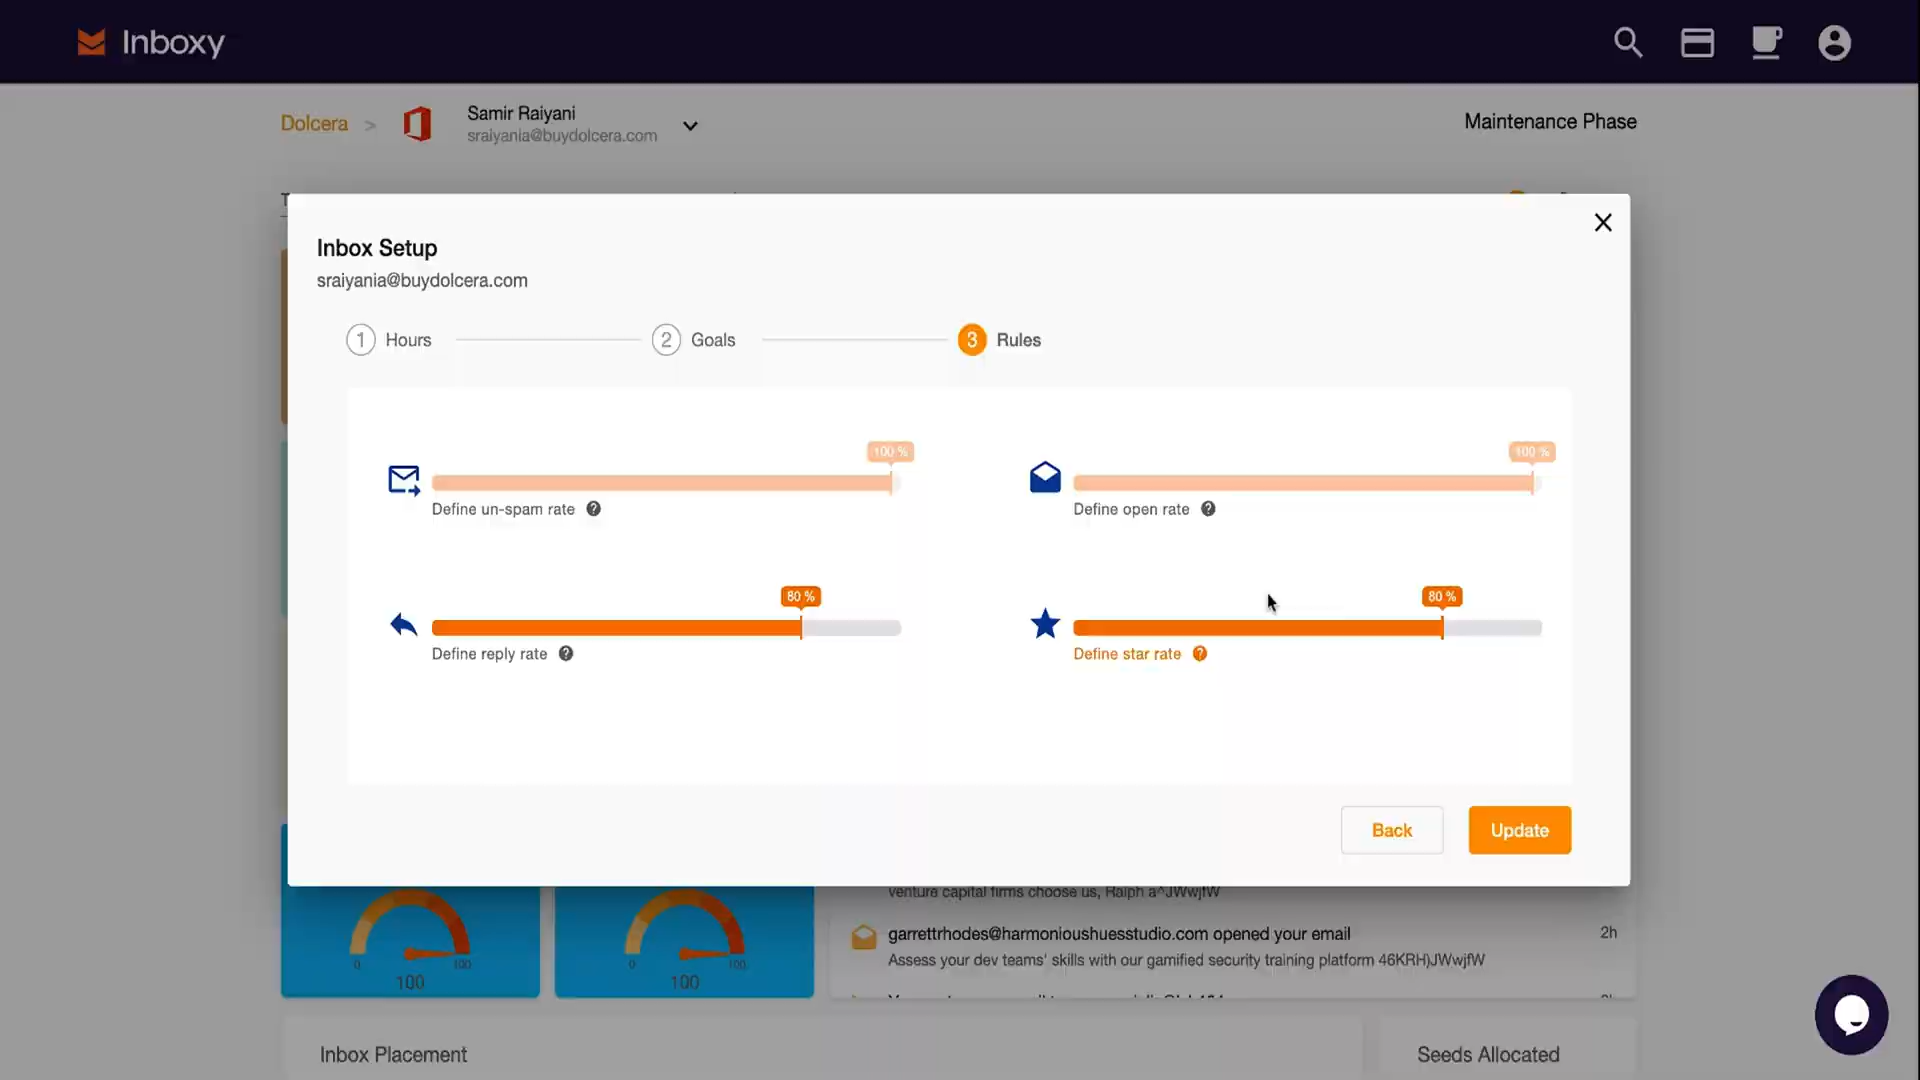 Inboxy
Dolcera >
Samir Raiyani
sraiyania@buydolcera.com
Maintenance Phase
Inbox Setup
sraiyania@buydolcera.com
1 Hours
2 Goals
3 Rules
100 %
Define un-spam rate ?
100 %
Define open rate ?
80 %
Define reply rate ?
80 %
Define star rate ?
Back
Update
0 100
100
0 100
100
venture capital firms choose us, Ralph a^JWwjfW
garrettrhodes@harmonioushuesstudio.com opened your email
2h
Assess your dev teams' skills with our gamified security training platform 46KRH)JWwjfW
Inbox Placement
Seeds Allocated